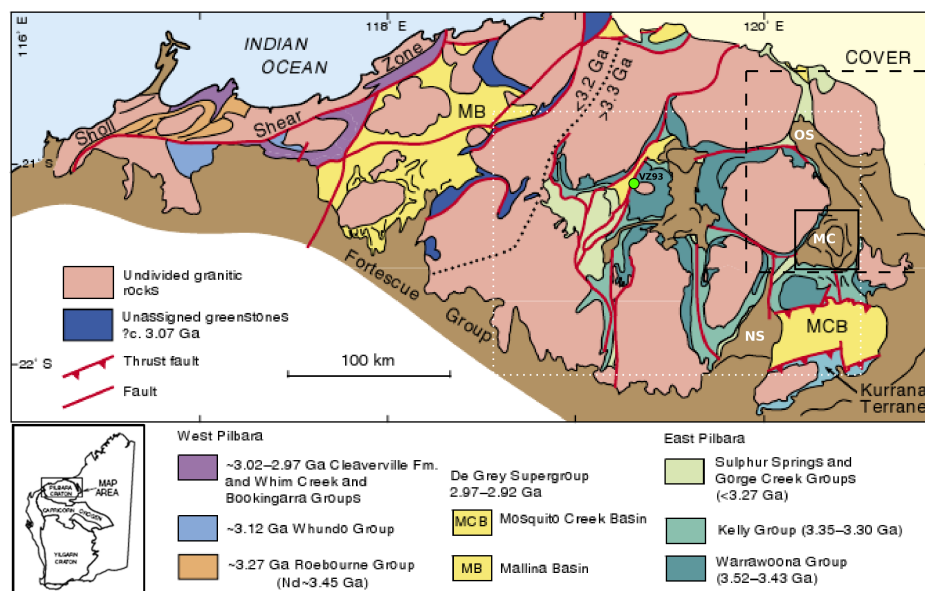 116° E
118° E
120° E
INDIAN
OCEAN
COVER
Sholl
Shear
Zone
MB
<3.2 Ga
>3.3 Ga
OS
VZ93
MC
21° S
Fortescue
Group
NS
MCB
Kurrana
Terrane
22° S
100 km
Undivided granitic
rocks
Unassigned greenstones
?c. 3.07 Ga
Thrust fault
Fault
PILBARA
CRATON
MAP
AREA
CAPRICORN OROGEN
YILGARN
CRATON
West Pilbara
~3.02–2.97 Ga Cleaverville Fm.
and Whim Creek and
Bookingarra Groups
~3.12 Ga Whundo Group
~3.27 Ga Roebourne Group
(Nd~3.45 Ga)
De Grey Supergroup
2.97–2.92 Ga
MCB Mosquito Creek Basin
MB Mallina Basin
East Pilbara
Sulphur Springs and
Gorge Creek Groups
(<3.27 Ga)
Kelly Group (3.35–3.30 Ga)
Warrawoona Group
(3.52–3.43 Ga)